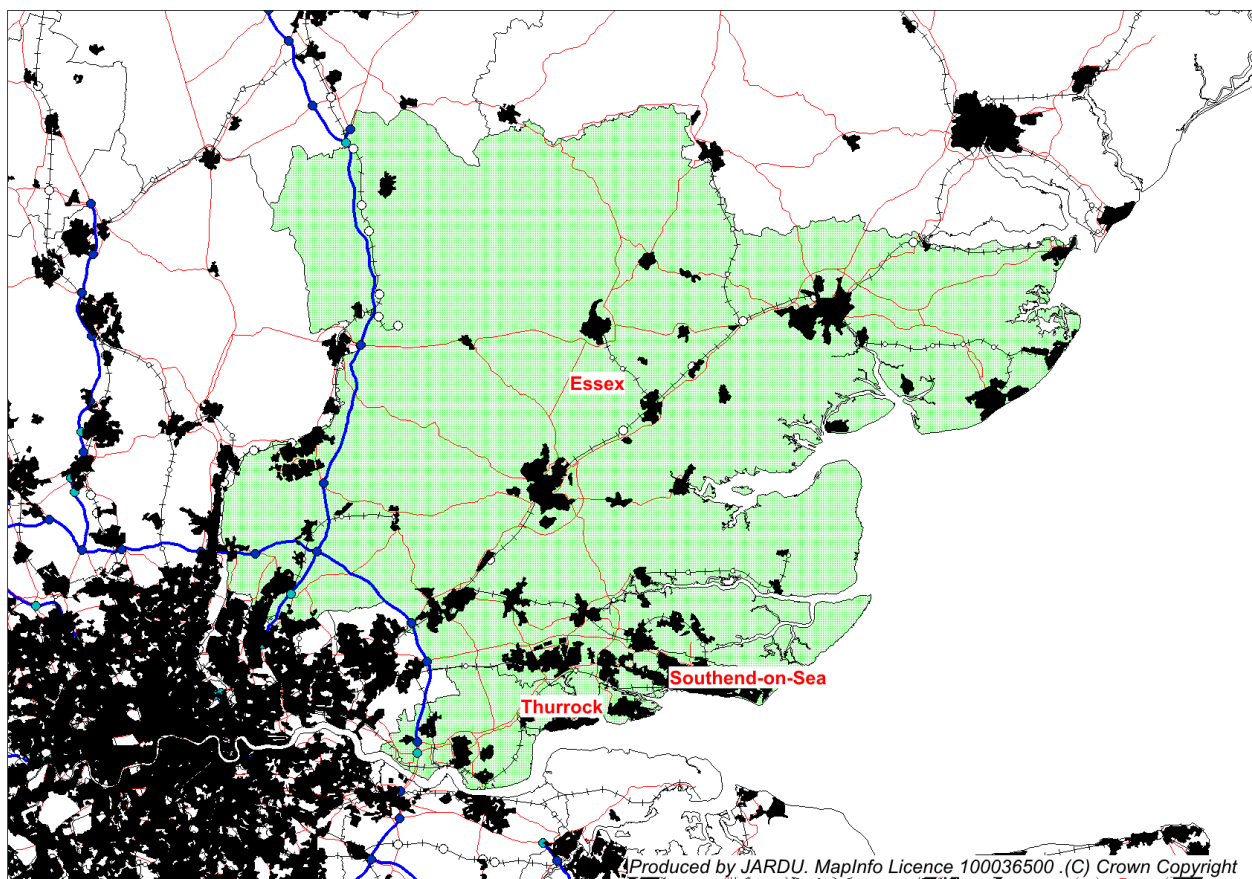 Essex
Southend-on-Sea
Thurrock
Produced by JARDU. MapInfo Licence 100036500 .(C) Crown Copyright